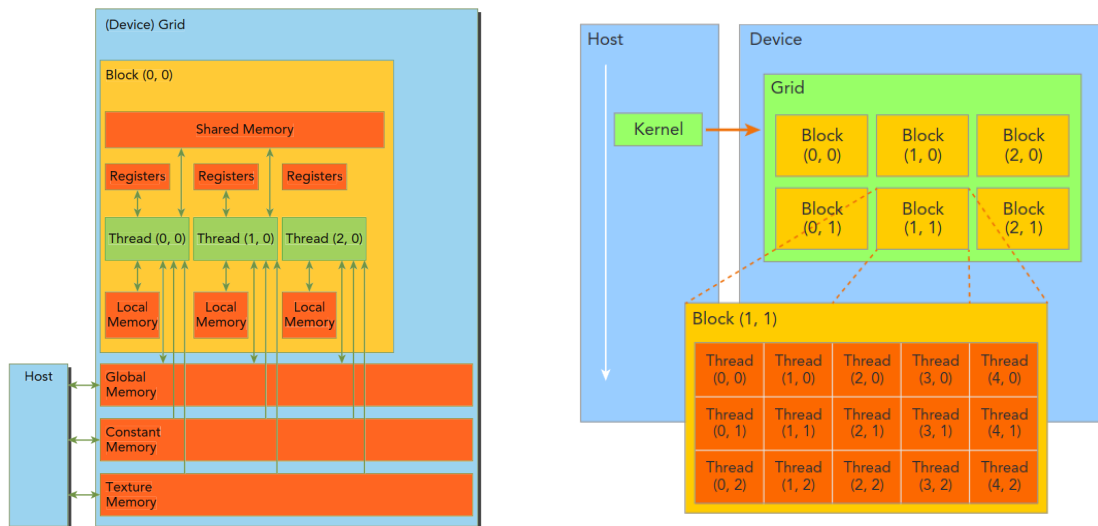 (Device) Grid
Block (0, 0)
Shared Memory
Registers
Registers
Registers
Thread (0, 0)
Thread (1, 0)
Thread (2, 0)
Local
Memory
Local
Memory
Local
Memory
Host
Global
Memory
Constant
Memory
Texture
Memory
Host
Device
Grid
Kernel
Block
(0, 0)
Block
(1, 0)
Block
(2, 0)
Block
(0, 1)
Block
(1, 1)
Block
(2, 1)
Block (1, 1)
Thread
(0, 0)
Thread
(1, 0)
Thread
(2, 0)
Thread
(3, 0)
Thread
(4, 0)
Thread
(0, 1)
Thread
(1, 1)
Thread
(2, 1)
Thread
(3, 1)
Thread
(4, 1)
Thread
(0, 2)
Thread
(1, 2)
Thread
(2, 2)
Thread
(3, 2)
Thread
(4, 2)